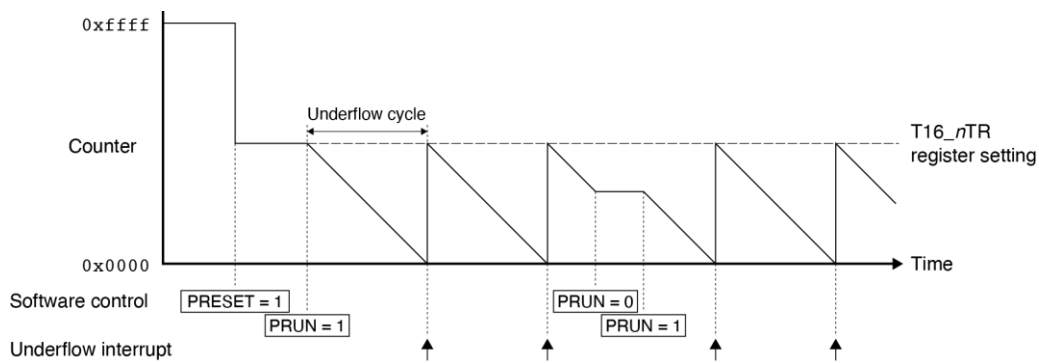 0xffff
Underflow cycle
Counter
T16_nTR
register setting
0x0000
Time
Software control
PRESET = 1
PRUN = 0
PRUN = 1
PRUN = 1
Underflow interrupt